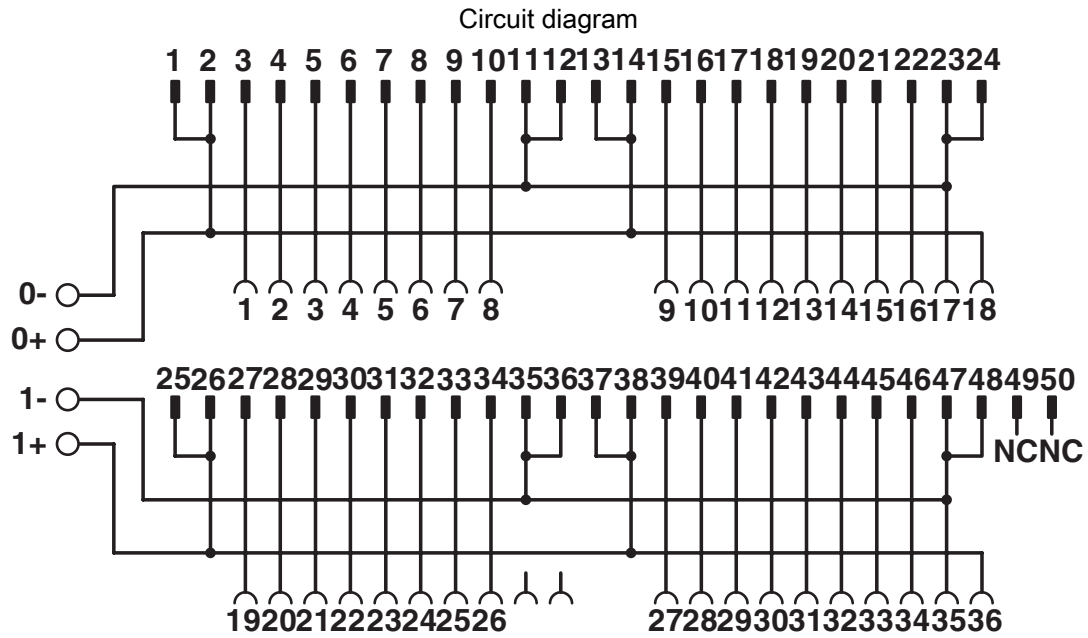 Circuit diagram
1 2 3 4 5 6 7 8 9 10 11 12 13 14 15 16 17 18 19 20 21 22 23 24
0-
1 2 3 4 5 6 7 8 9 10 11 12 13 14 15 16 17 18
0+
25 26 27 28 29 30 31 32 33 34 35 36 37 38 39 40 41 42 43 44 45 46 47 48 49 50
1-
1+
NC NC
19 20 21 22 23 24 25 26 27 28 29 30 31 32 33 34 35 36